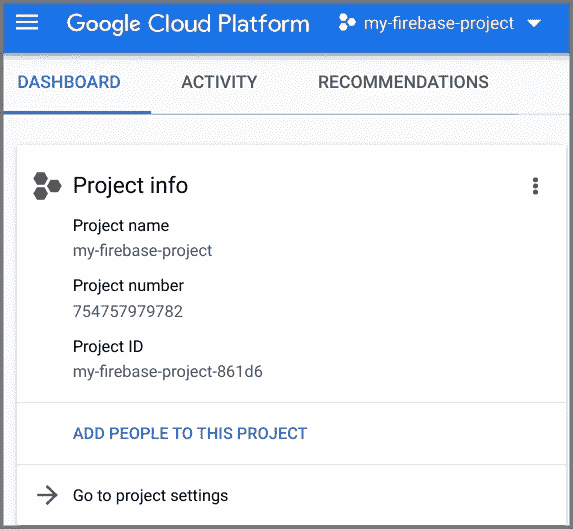 Google Cloud Platform my-firebase-project
DASHBOARD ACTIVITY RECOMMENDATIONS
Project info
Project name
my-firebase-project
Project number
754757979782
Project ID
my-firebase-project-861d6
ADD PEOPLE TO THIS PROJECT
Go to project settings